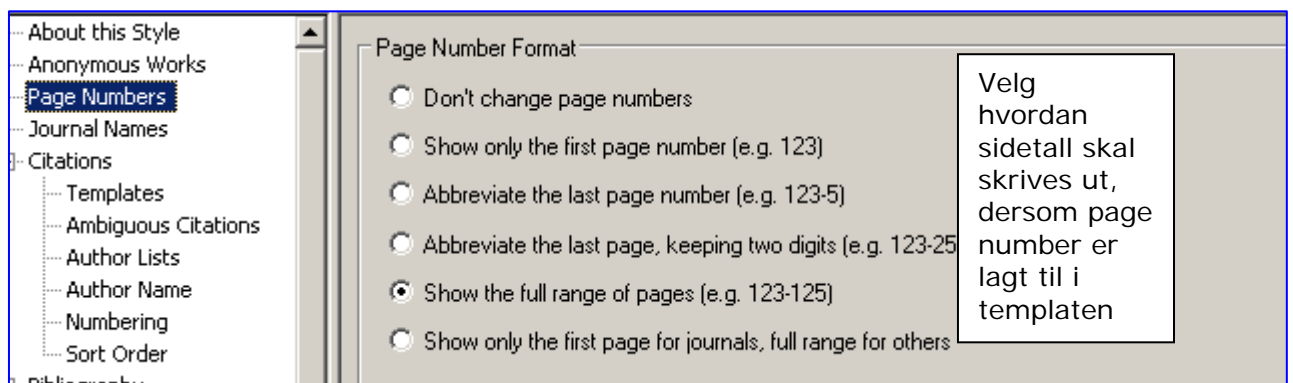 About this Style
Anonymous Works
Page Numbers
Journal Names
Citations
Templates
Ambiguous Citations
Author Lists
Author Name
Numbering
Sort Order
Bibliography
Page Number Format
Don't change page numbers
Show only the first page number (e.g. 123)
Abbreviate the last page number (e.g. 123-5)
Abbreviate the last page, keeping two digits (e.g. 123-25
Show the full range of pages (e.g. 123-125)
Show only the first page for journals, full range for others
Velg
hvordan
sidetall skal
skrives ut,
dersom page
number er
lagt til i
templaten